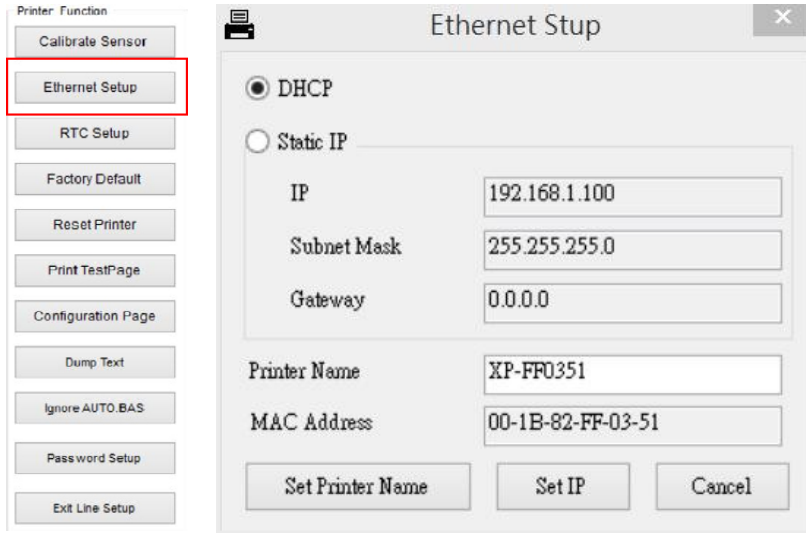 Printer Function
Calibrate Sensor
Ethernet Setup
RTC Setup
Factory Default
Reset Printer
Print TestPage
Configuration Page
Dump Text
Ignore AUTO.BAS
Password Setup
Exit Line Setup
Ethernet Stup
DHCP
Static IP
IP 192.168.1.100
Subnet Mask 255.255.255.0
Gateway 0.0.0.0
Printer Name XP-FF0351
MAC Address 00-1B-82-FF-03-51
Set Printer Name Set IP Cancel